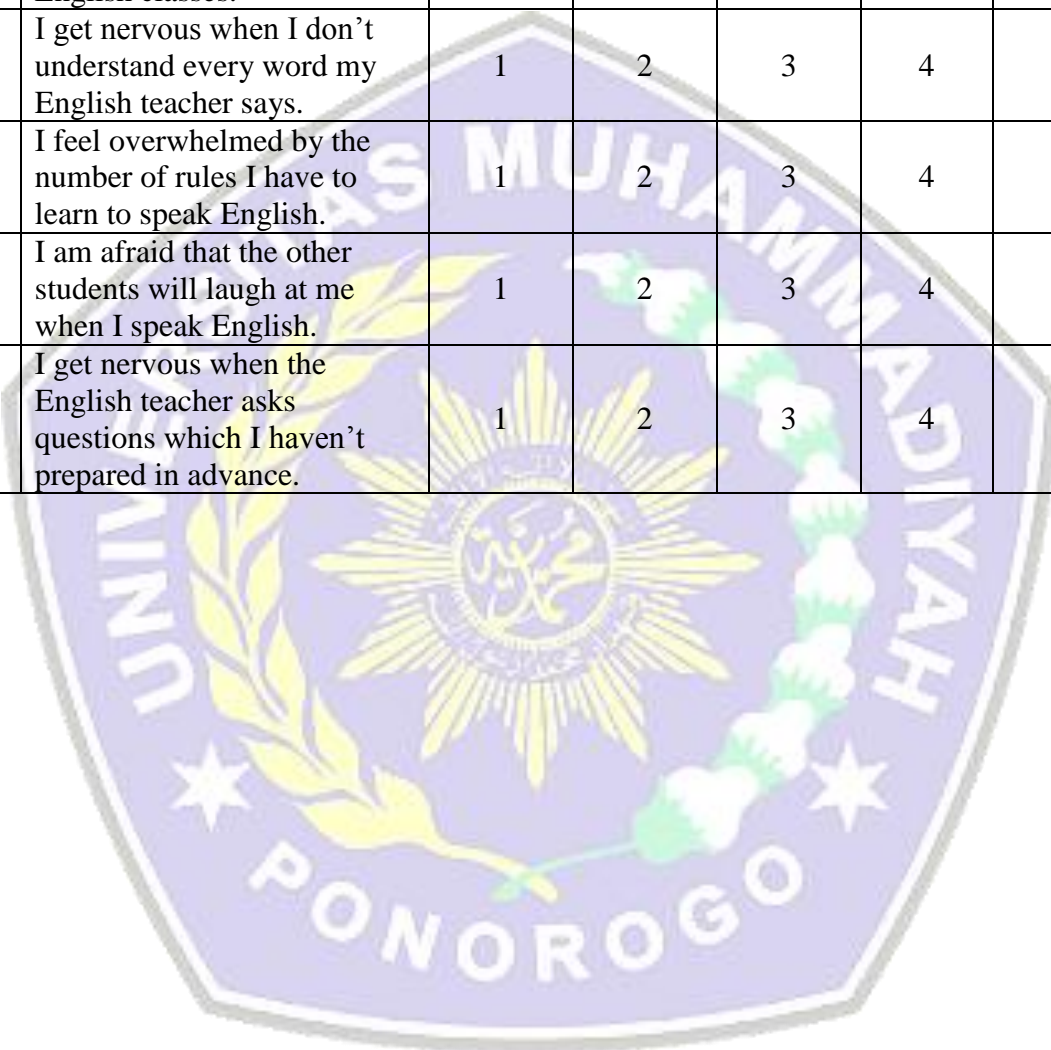 English classes.
I get nervous when I don’t
understand every word my
English teacher says.
1 2 3 4
I feel overwhelmed by the
number of rules I have to
learn to speak English.
1 2 3 4
I am afraid that the other
students will laugh at me
when I speak English.
1 2 3 4
I get nervous when the
English teacher asks
questions which I haven’t
prepared in advance.
1 2 3 4
UNIVERSITAS MUHAMMADIYAH
PONOROGO